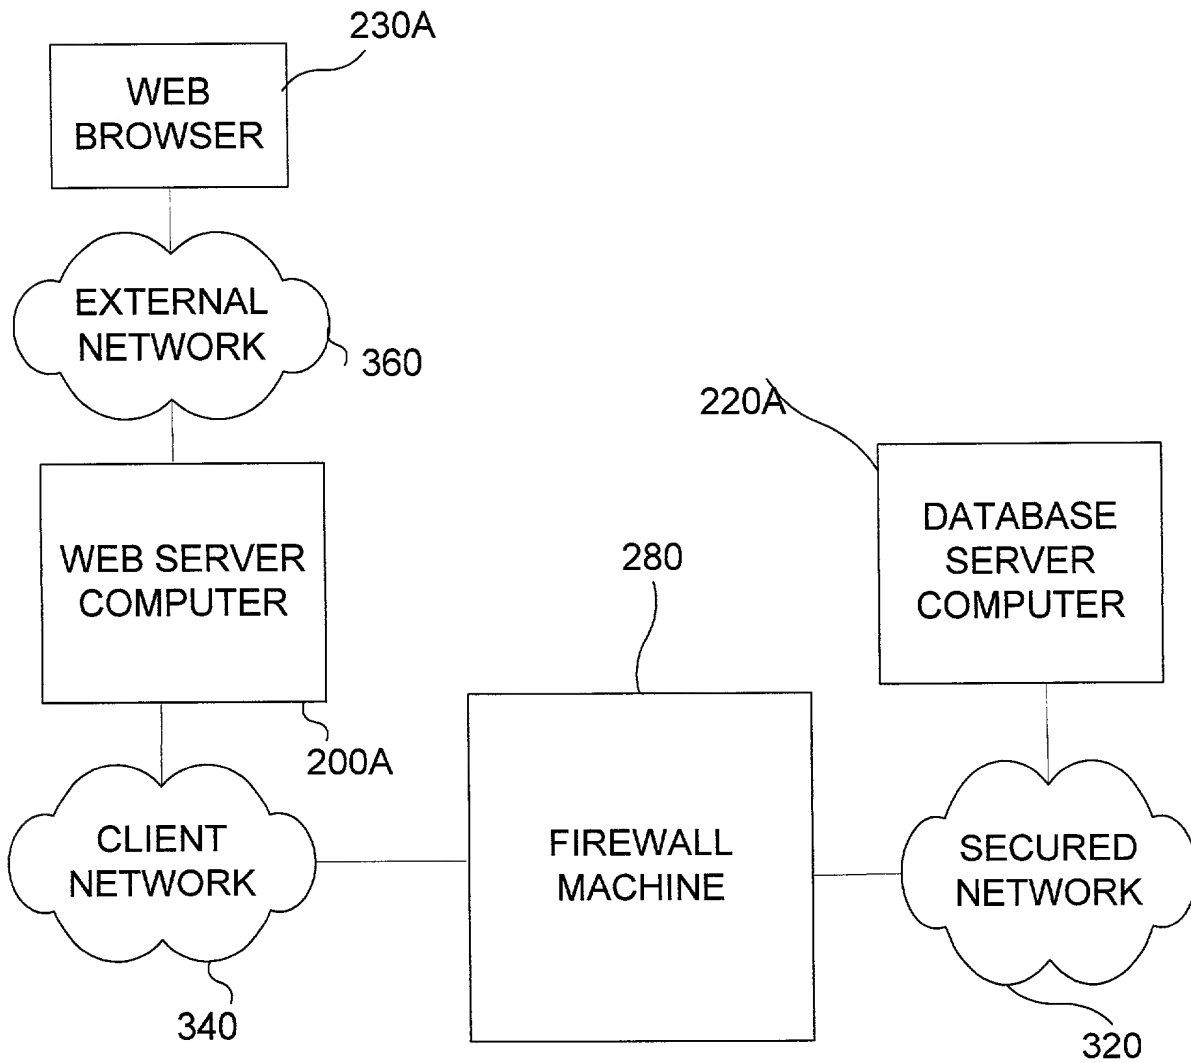 230A
WEB
BROWSER
EXTERNAL
NETWORK
360
220A
DATABASE
SERVER
COMPUTER
WEB SERVER
COMPUTER
280
200A
CLIENT
NETWORK
FIREWALL
MACHINE
SECURED
NETWORK
340
320